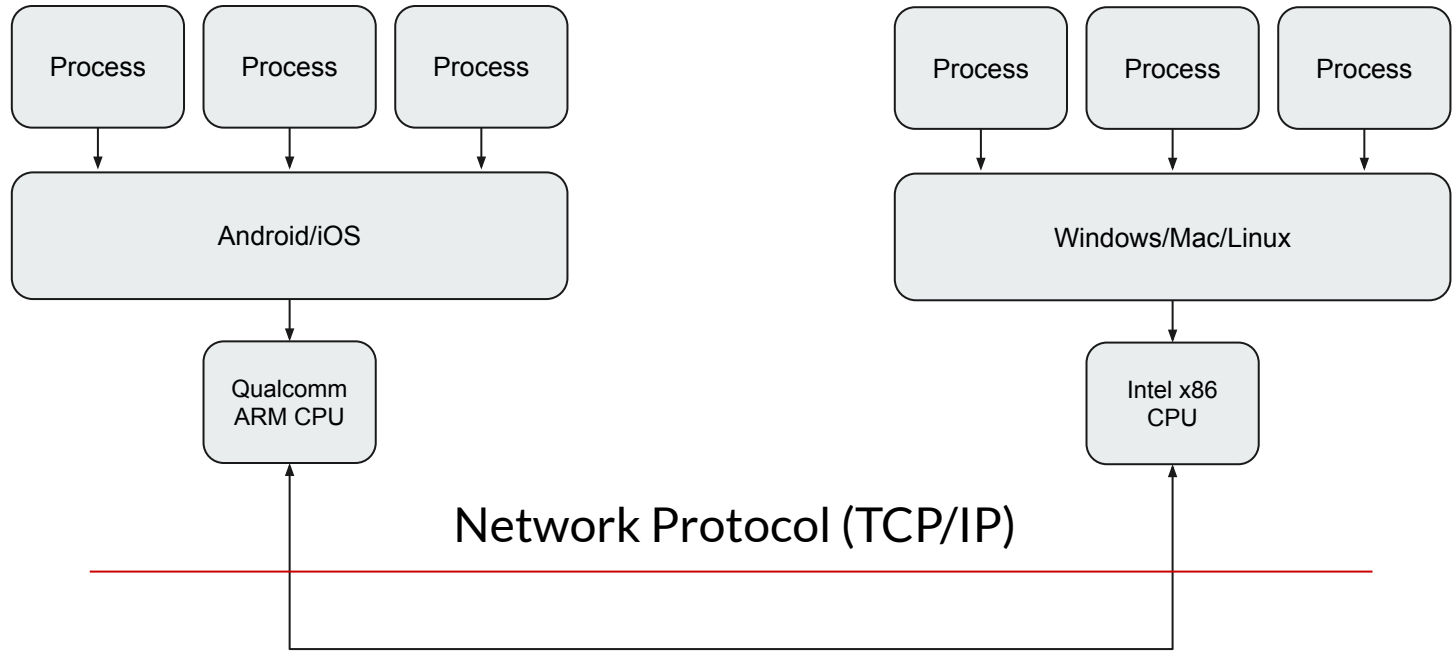 Process
Process
Process
Process
Process
Process
Android/iOS
Windows/Mac/Linux
Qualcomm
ARM CPU
Intel x86
CPU
Network Protocol (TCP/IP)